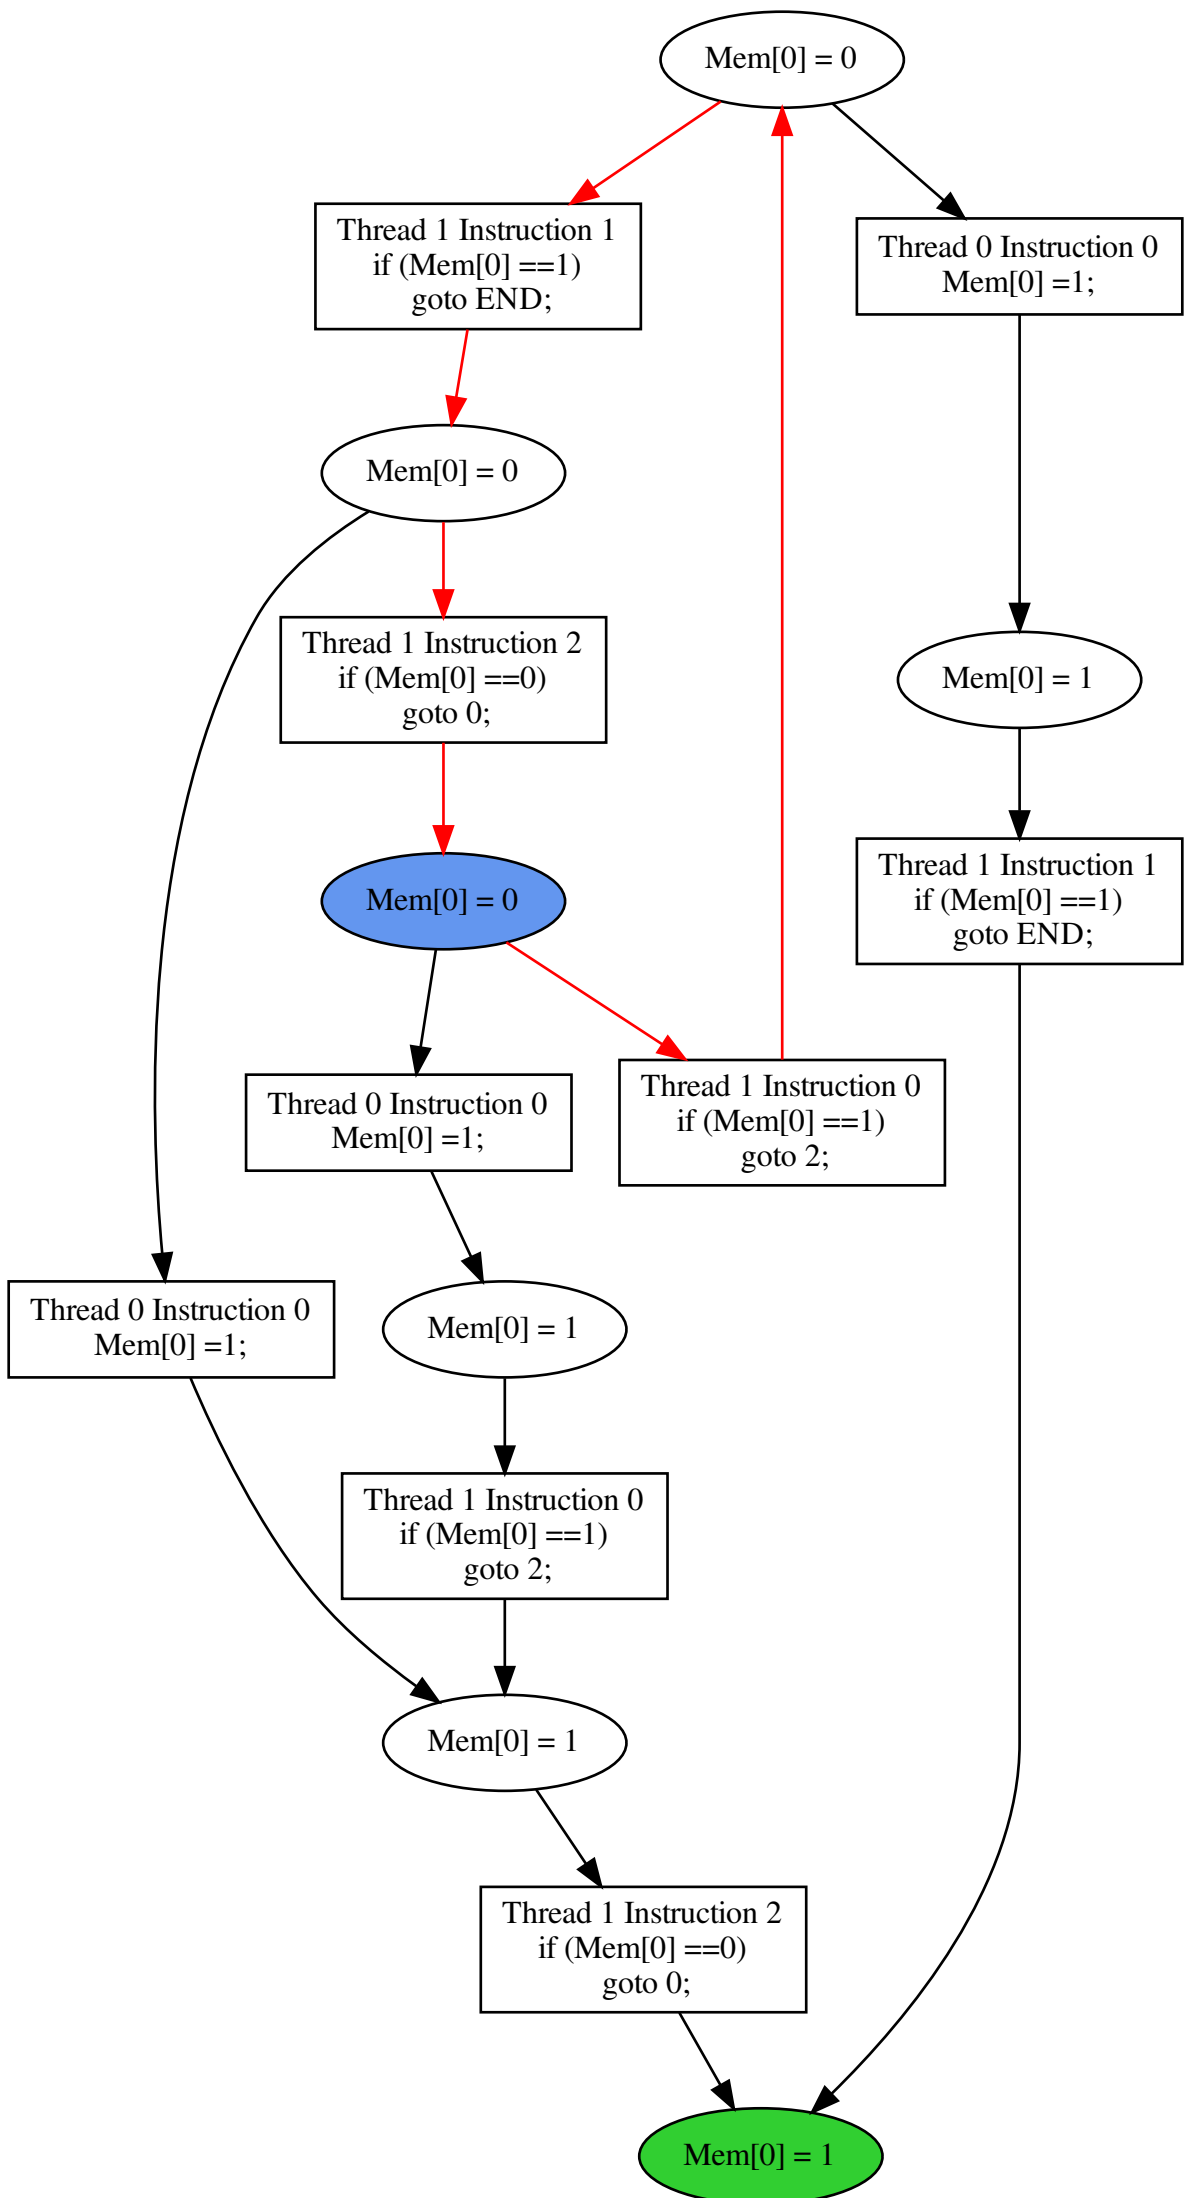 Mem[0] = 0
Thread 1 Instruction 1
if (Mem[0] ==1)
goto END;
Thread 0 Instruction 0
Mem[0] =1;
Mem[0] = 0
Thread 1 Instruction 2
if (Mem[0] ==0)
goto 0;
Mem[0] = 1
Mem[0] = 0
Thread 1 Instruction 1
if (Mem[0] ==1)
goto END;
Thread 0 Instruction 0
Mem[0] =1;
Thread 1 Instruction 0
if (Mem[0] ==1)
goto 2;
Thread 0 Instruction 0
Mem[0] =1;
Mem[0] = 1
Thread 1 Instruction 0
if (Mem[0] ==1)
goto 2;
Mem[0] = 1
Thread 1 Instruction 2
if (Mem[0] ==0)
goto 0;
Mem[0] = 1